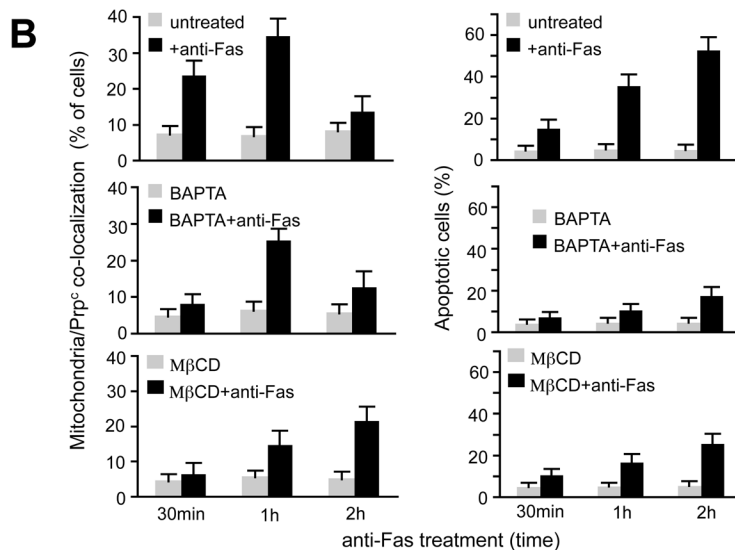 B
Mitochondria/Prpᶜ co-localization (% of cells)
40
30
20
10
0
untreated
+anti-Fas
40
30
20
10
0
BAPTA
BAPTA+anti-Fas
40
30
20
10
0
MβCD
MβCD+anti-Fas
30min 1h 2h
Apoptotic cells (%)
60
40
20
0
untreated
+anti-Fas
60
40
20
0
BAPTA
BAPTA+anti-Fas
60
40
20
0
MβCD
MβCD+anti-Fas
30min 1h 2h
anti-Fas treatment (time)